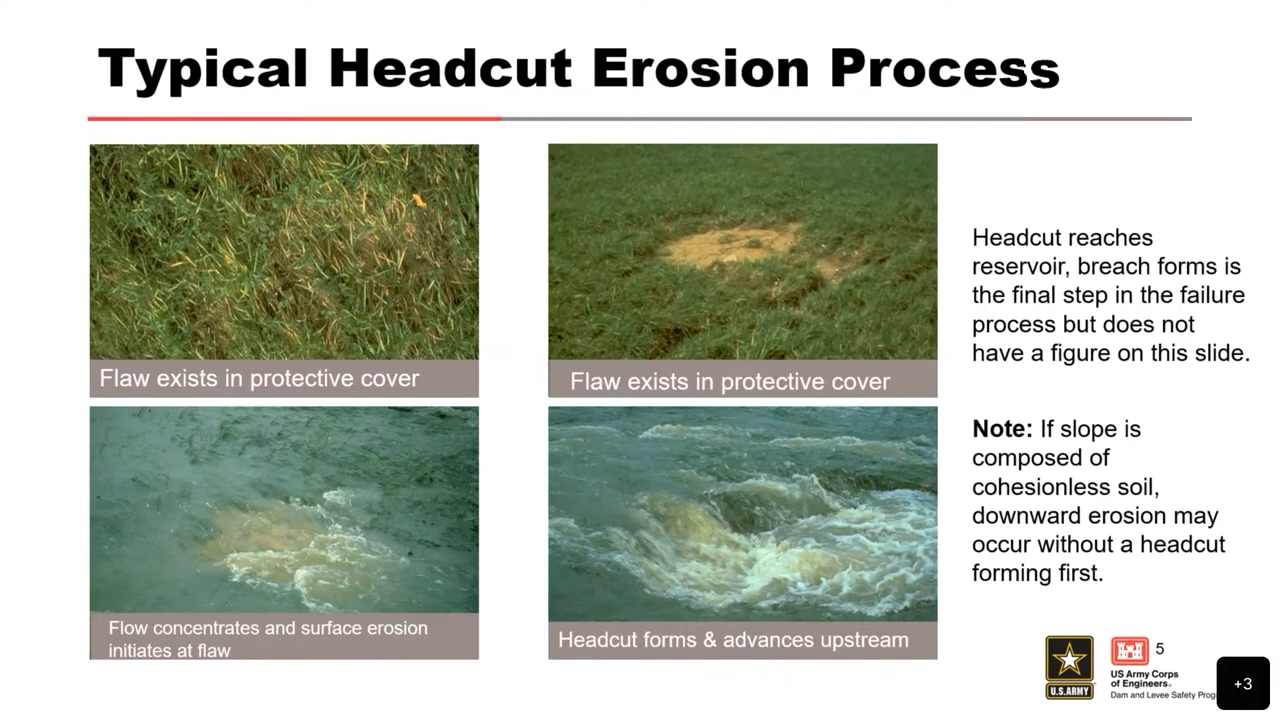 Typical Headcut Erosion Process
Flaw exists in protective cover
Flaw exists in protective cover
Flow concentrates and surface erosion
initiates at flaw
Headcut forms & advances upstream
Headcut reaches
reservoir, breach forms is
the final step in the failure
process but does not
have a figure on this slide.
Note: If slope is
composed of
cohesionless soil,
downward erosion may
occur without a headcut
forming first.
U.S.ARMY
5
US Army Corps
of Engineers®
Dam and Levee Safety
+3